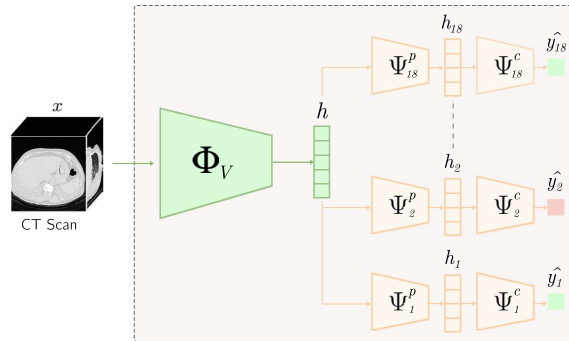 x
CT Scan
Φ_V
h
Ψ^p_18
h_18
Ψ^c_18
ŷ_18
Ψ^p_2
h_2
Ψ^c_2
ŷ_2
Ψ^p_1
h_1
Ψ^c_1
ŷ_1